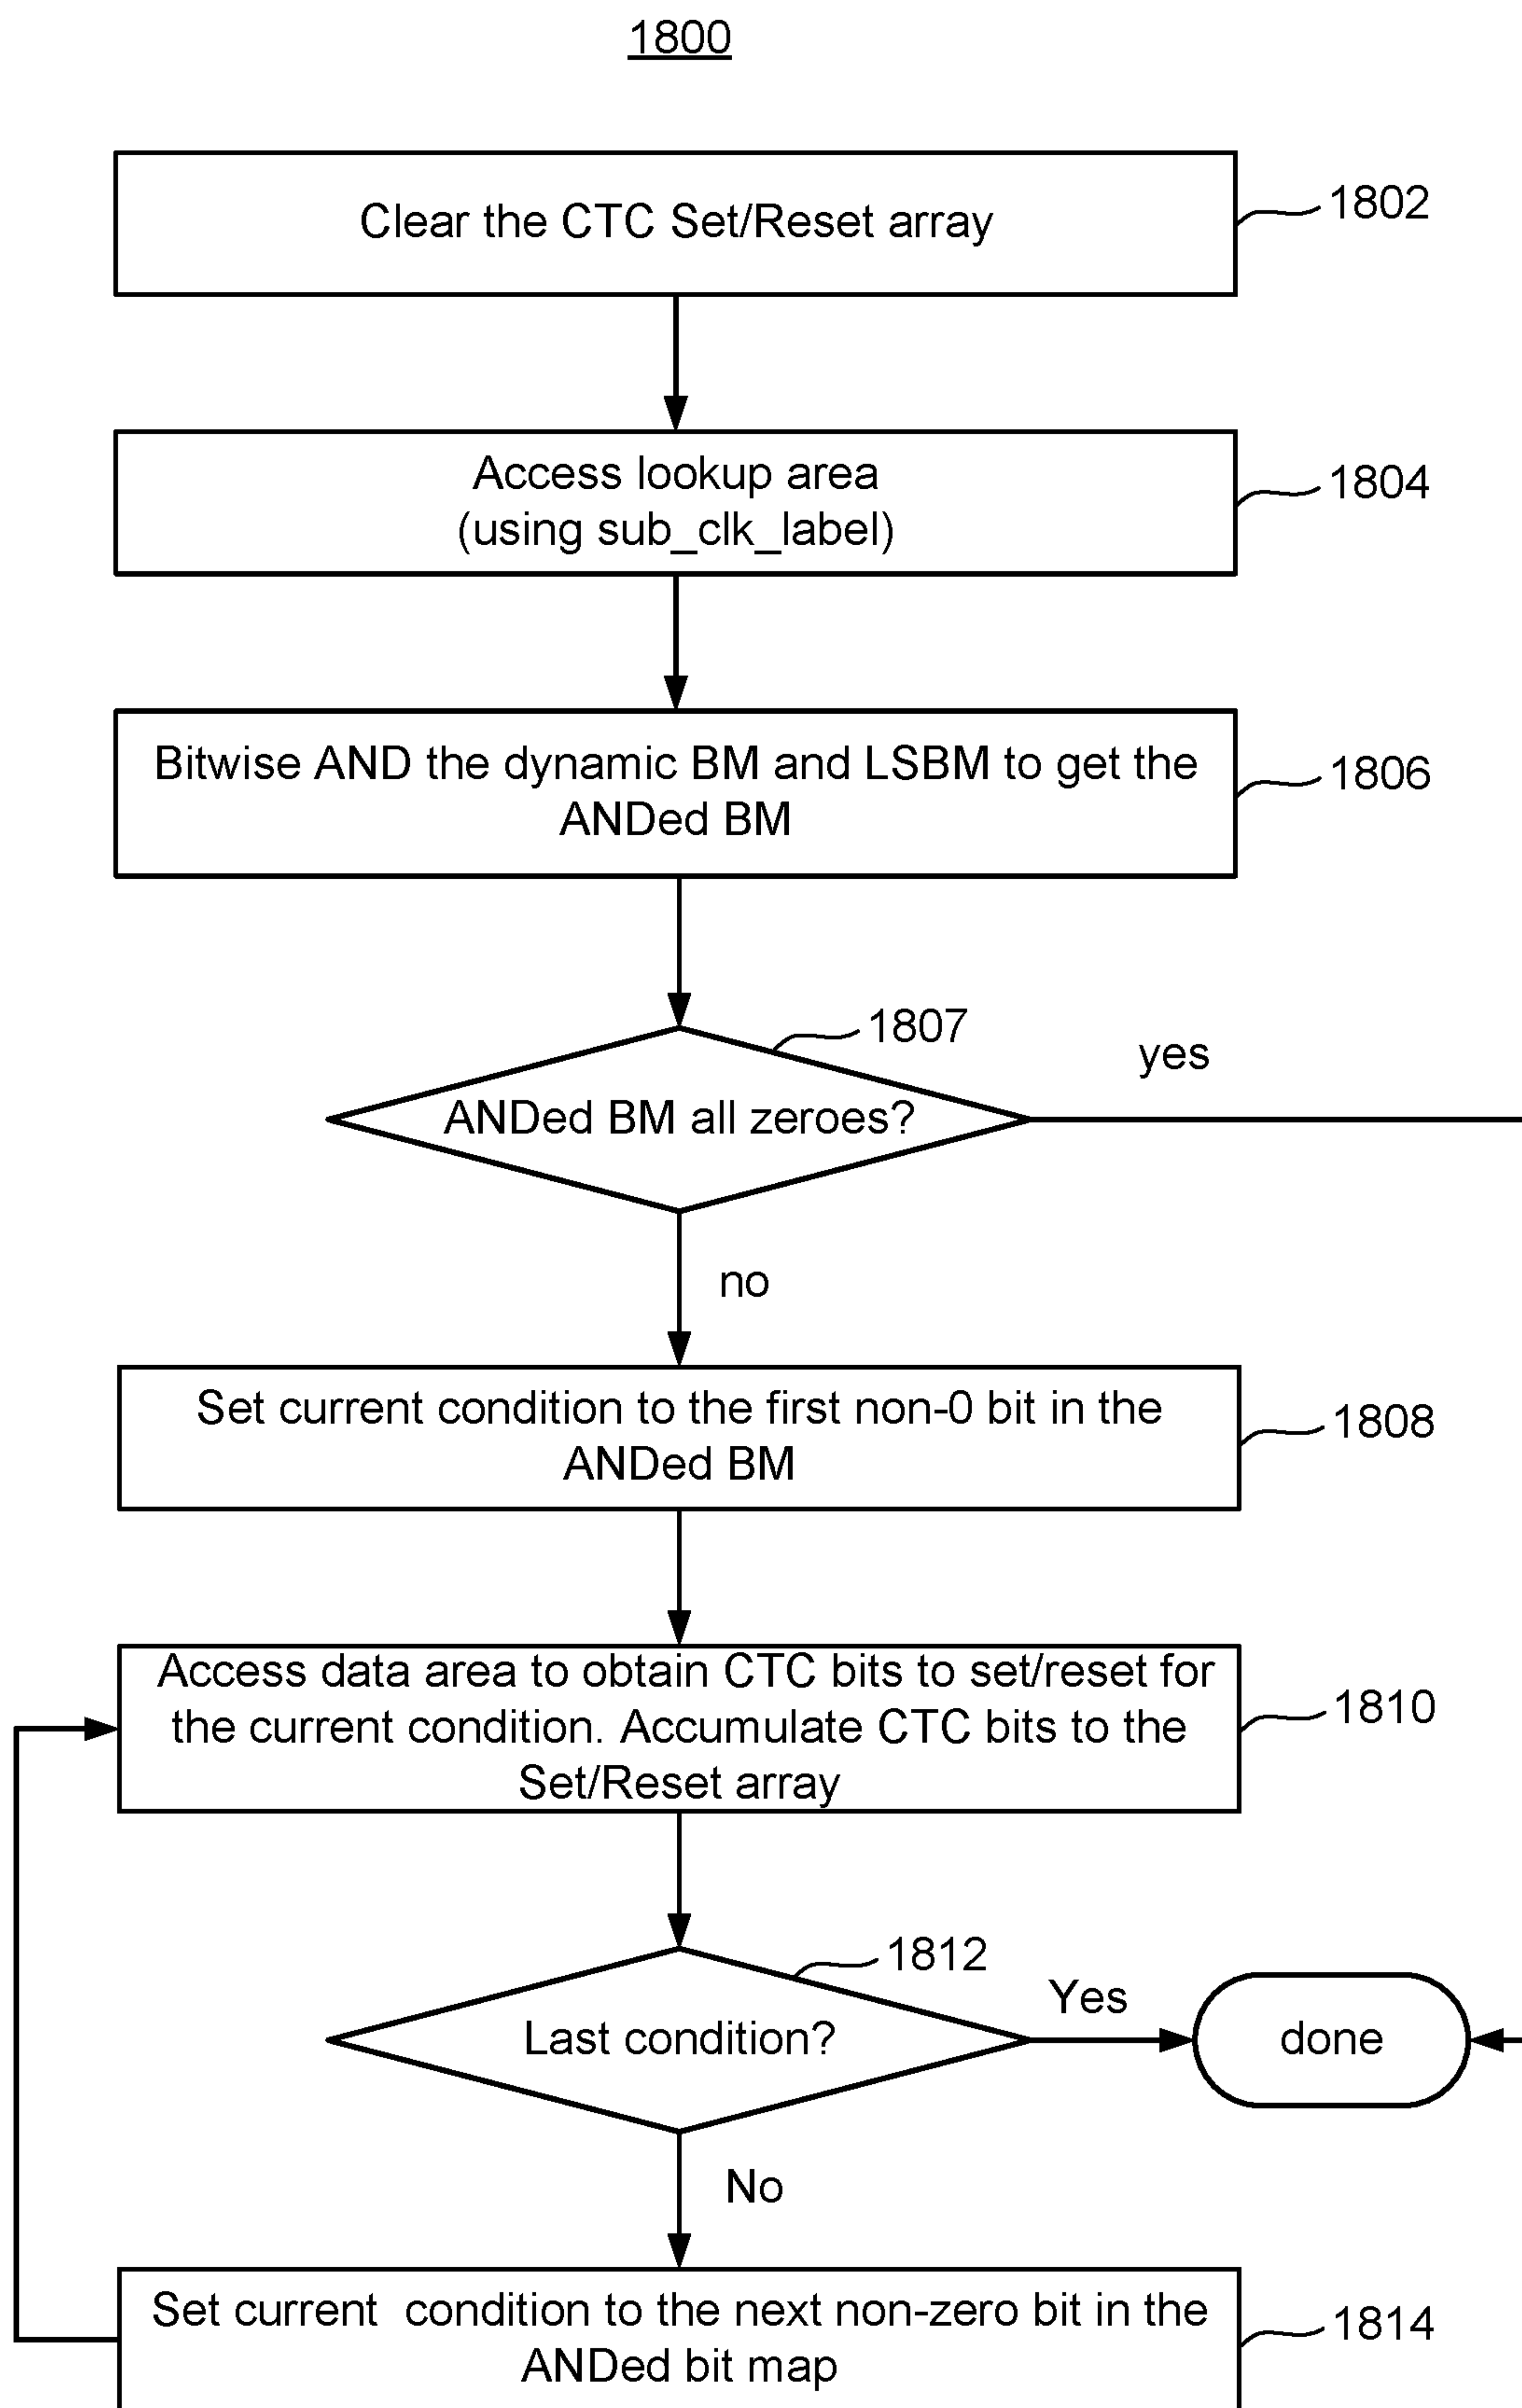 1800
Clear the CTC Set/Reset array
1802
Access lookup area
(using sub_clk_label)
1804
Bitwise AND the dynamic BM and LSBM to get the
ANDed BM
1806
1807
ANDed BM all zeroes?
yes
no
Set current condition to the first non-0 bit in the
ANDed BM
1808
Access data area to obtain CTC bits to set/reset for
the current condition. Accumulate CTC bits to the
Set/Reset array
1810
1812
Last condition?
Yes
done
No
Set current condition to the next non-zero bit in the
ANDed bit map
1814